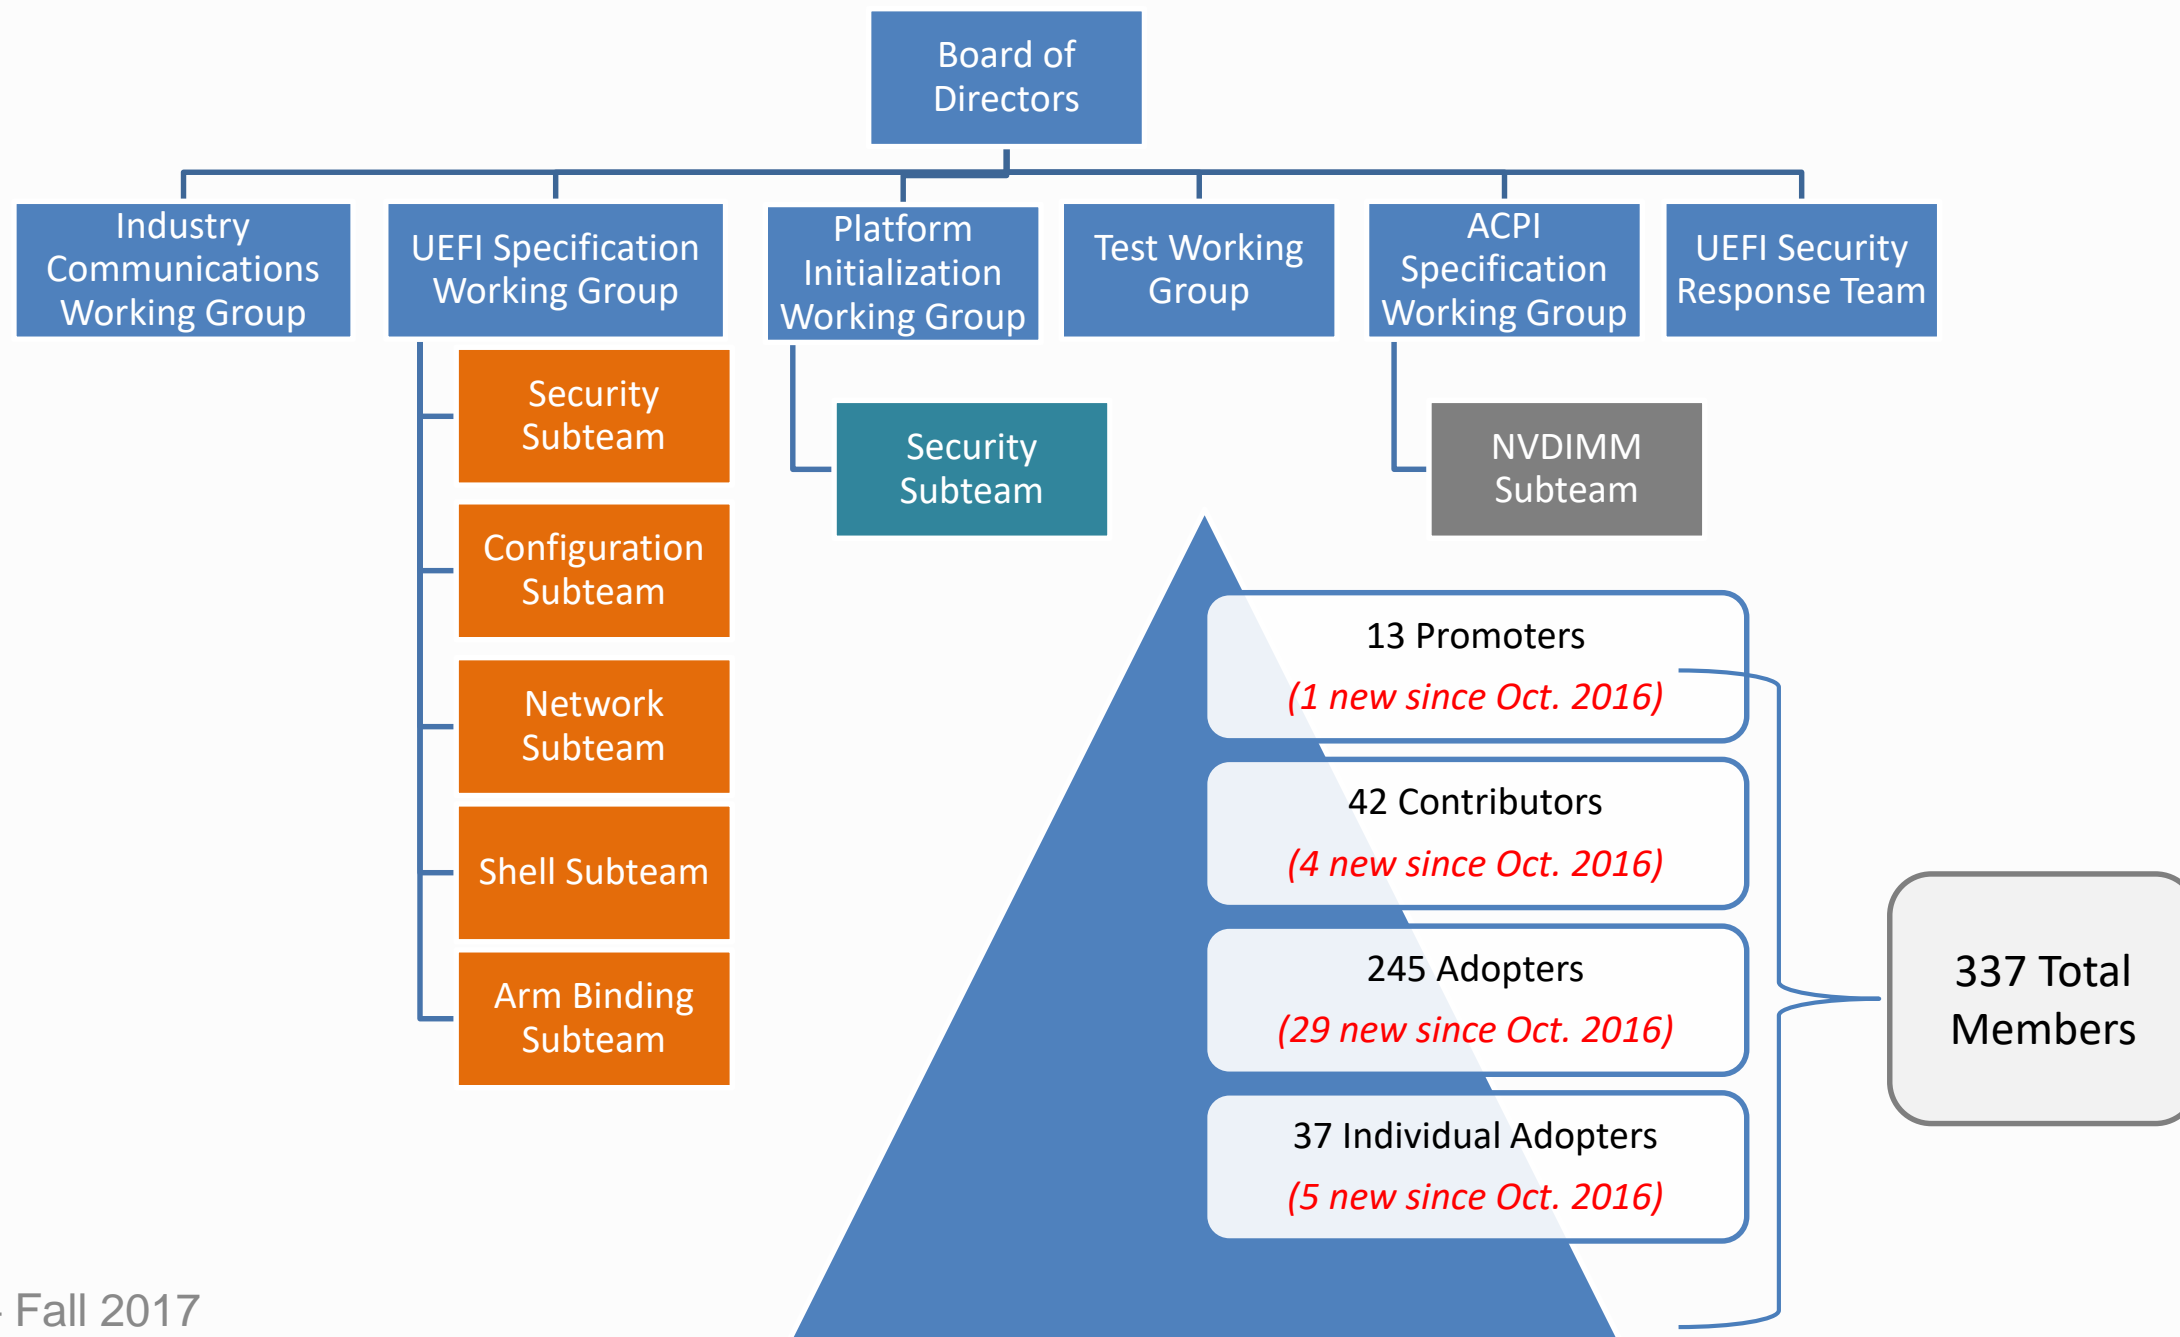 Board of
Directors
Industry
Communications
Working Group
UEFI Specification
Working Group
Platform
Initialization
Working Group
Test Working
Group
ACPI
Specification
Working Group
UEFI Security
Response Team
Security
Subteam
Configuration
Subteam
Network
Subteam
Shell Subteam
Arm Binding
Subteam
Security
Subteam
NVDIMM
Subteam
13 Promoters
(1 new since Oct. 2016)
42 Contributors
(4 new since Oct. 2016)
245 Adopters
(29 new since Oct. 2016)
37 Individual Adopters
(5 new since Oct. 2016)
337 Total
Members
Fall 2017